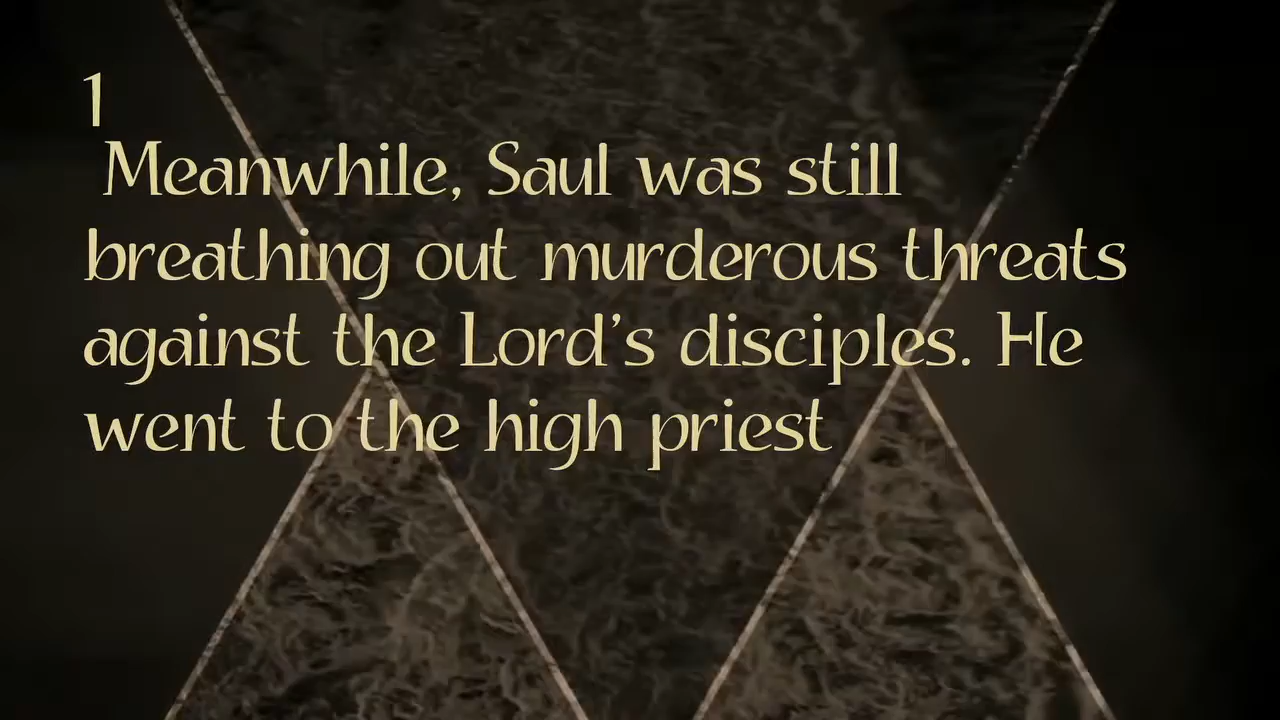 1
Meanwhile, Saul was still
breathing out murderous threats
against the Lord’s disciples. He
went to the high priest